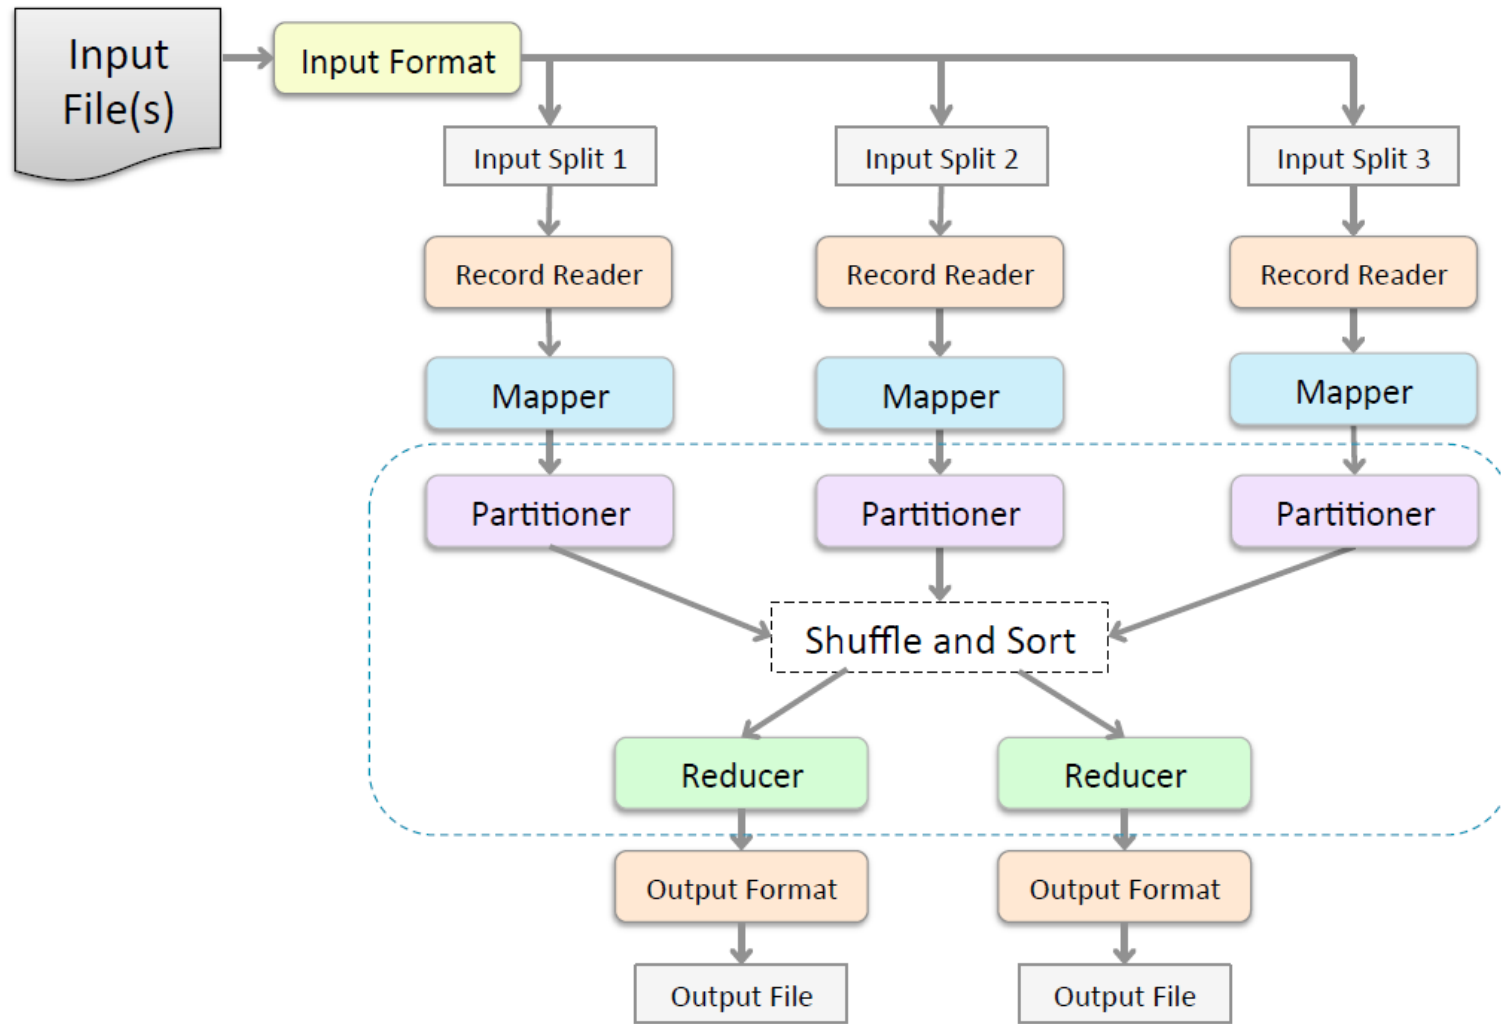 Input
File(s)
Input Format
Input Split 1
Input Split 2
Input Split 3
Record Reader
Record Reader
Record Reader
Mapper
Mapper
Mapper
Partitioner
Partitioner
Partitioner
Shuffle and Sort
Reducer
Reducer
Output Format
Output Format
Output File
Output File